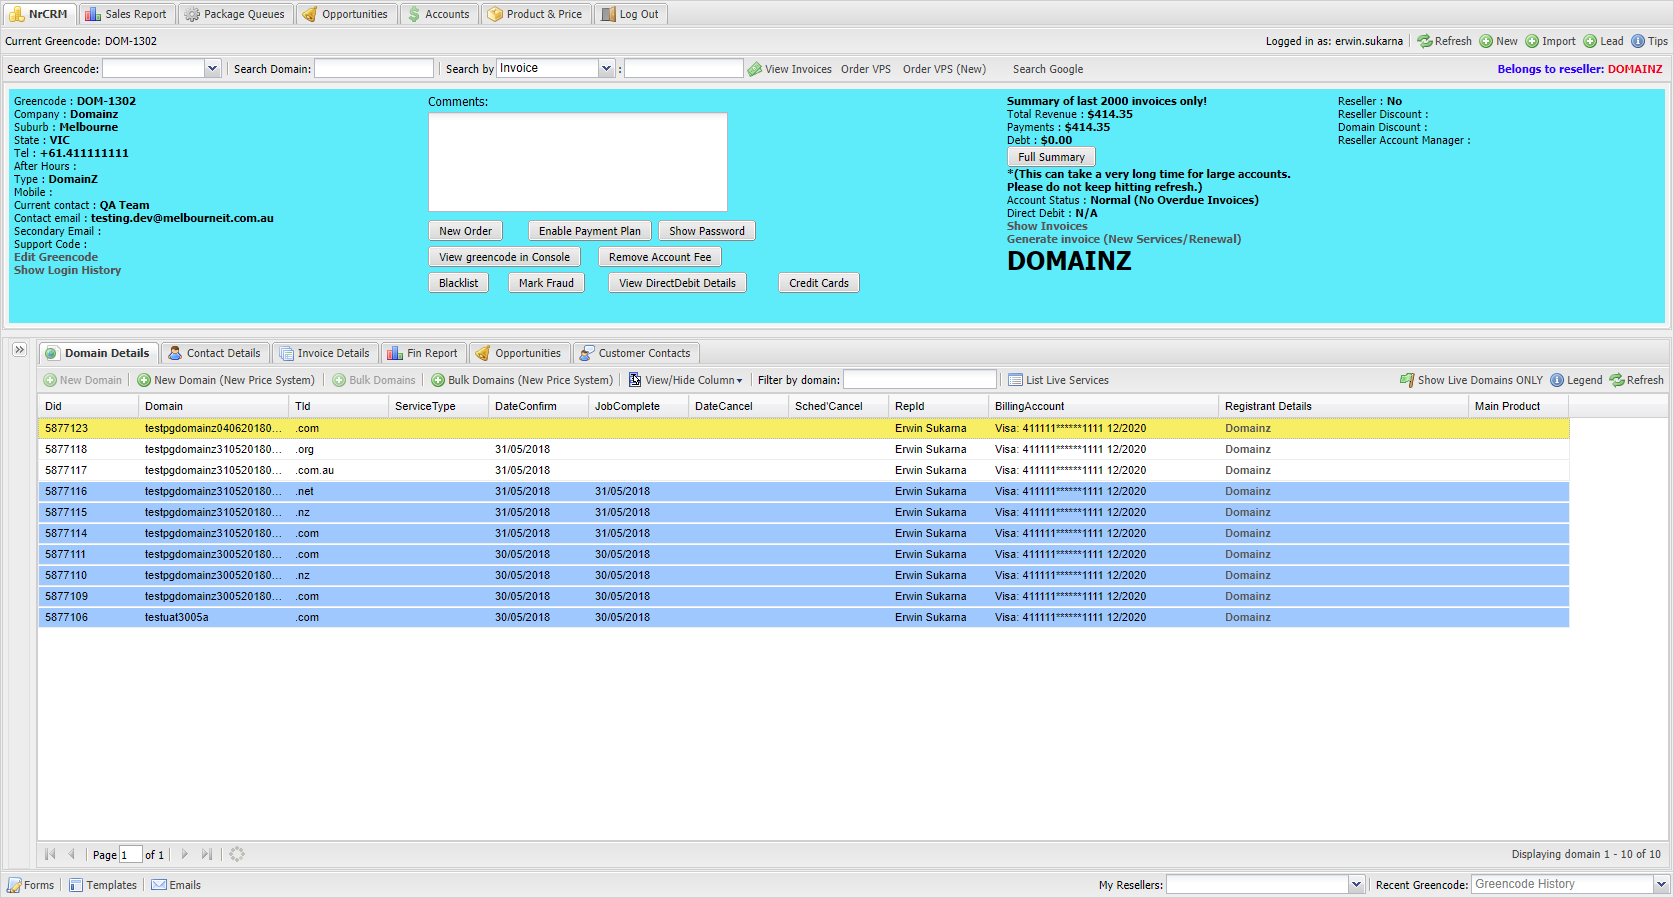 NrCRM Sales Report Package Queues Opportunities Accounts Product & Price Log Out
Current Greencode: DOM-1302 Logged in as: erwin.sukarna Refresh New Import Lead Tips
Search Greencode: Search Domain: Search by Invoice : View Invoices Order VPS Order VPS (New) Search Google Belongs to reseller: DOMAINZ
Greencode : DOM-1302
Company : Domainz
Suburb : Melbourne
State : VIC
Tel : +61.411111111
After Hours :
Type : DomainZ
Mobile :
Current contact : QA Team
Contact email : testing.dev@melbourneit.com.au
Secondary Email :
Support Code :
Edit Greencode
Show Login History
Comments:
New Order Enable Payment Plan Show Password
View greencode in Console Remove Account Fee
Blacklist Mark Fraud View DirectDebit Details Credit Cards
Summary of last 2000 invoices only!
Total Revenue : $414.35
Payments : $414.35
Debt : $0.00
Full Summary
*(This can take a very long time for large accounts.
Please do not keep hitting refresh.)
Account Status : Normal (No Overdue Invoices)
Direct Debit : N/A
Show Invoices
Generate invoice (New Services/Renewal)
DOMAINZ
Reseller : No
Reseller Discount :
Domain Discount :
Reseller Account Manager :
Domain Details Contact Details Invoice Details Fin Report Opportunities Customer Contacts
New Domain New Domain (New Price System) Bulk Domains Bulk Domains (New Price System) View/Hide Column Filter by domain: List Live Services Show Live Domains ONLY Legend Refresh
Did Domain Tld ServiceType DateConfirm JobComplete DateCancel Sched'Cancel RepId BillingAccount Registrant Details Main Product
5877123 testpgdomainz040620180... .com Erwin Sukarna Visa: 411111******1111 12/2020 Domainz
5877118 testpgdomainz310520180... .org 31/05/2018 Erwin Sukarna Visa: 411111******1111 12/2020 Domainz
5877117 testpgdomainz310520180... .com.au 31/05/2018 Erwin Sukarna Visa: 411111******1111 12/2020 Domainz
5877116 testpgdomainz310520180... .net 31/05/2018 31/05/2018 Erwin Sukarna Visa: 411111******1111 12/2020 Domainz
5877115 testpgdomainz310520180... .nz 31/05/2018 31/05/2018 Erwin Sukarna Visa: 411111******1111 12/2020 Domainz
5877114 testpgdomainz310520180... .com 31/05/2018 31/05/2018 Erwin Sukarna Visa: 411111******1111 12/2020 Domainz
5877111 testpgdomainz300520180... .com 30/05/2018 30/05/2018 Erwin Sukarna Visa: 411111******1111 12/2020 Domainz
5877110 testpgdomainz300520180... .nz 30/05/2018 30/05/2018 Erwin Sukarna Visa: 411111******1111 12/2020 Domainz
5877109 testpgdomainz300520180... .com 30/05/2018 30/05/2018 Erwin Sukarna Visa: 411111******1111 12/2020 Domainz
5877106 testuat3005a .com 30/05/2018 30/05/2018 Erwin Sukarna Visa: 411111******1111 12/2020 Domainz
Page 1 of 1 Displaying domain 1 - 10 of 10
Forms Templates Emails My Resellers: Recent Greencode: Greencode History